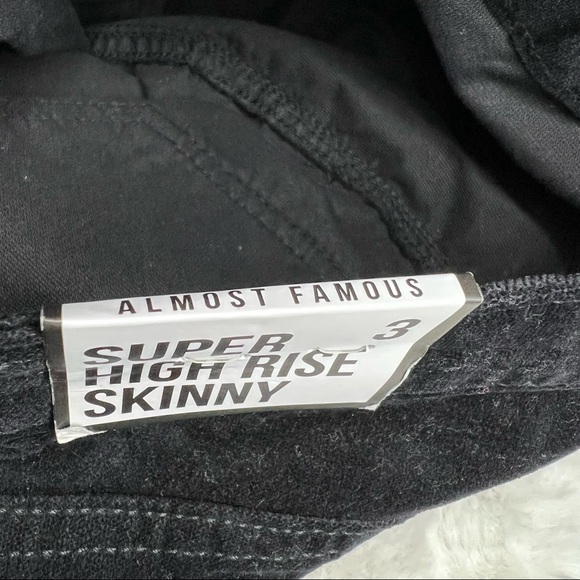 ALMOST FAMOUS
SUPER 3
HIGH RISE
SKINNY